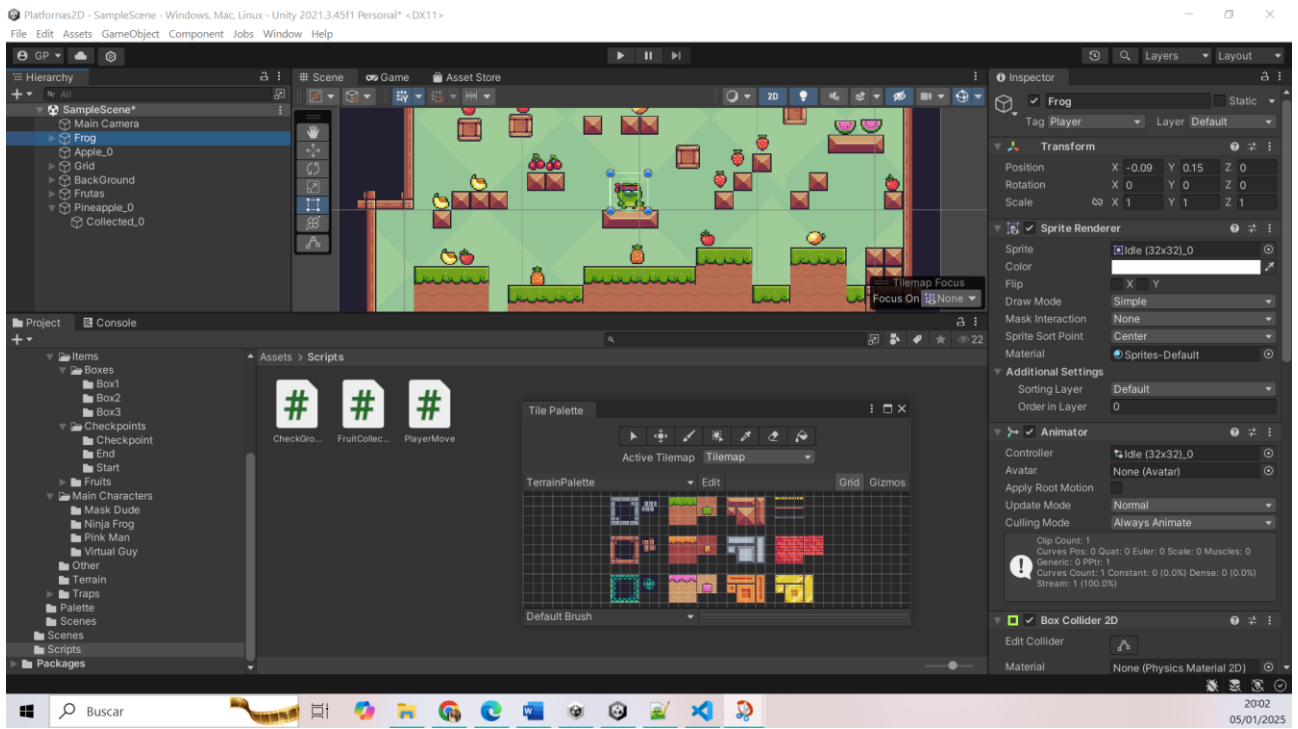 Platfornas2D - SampleScene - Windows, Mac, Linux - Unity 2021.3.45f1 Personal* <DX11>
File Edit Assets GameObject Component Jobs Window Help
GP
Layers Layout
Hierarchy
All
SampleScene*
Main Camera
Frog
Apple_0
Grid
BackGround
Frutas
Pineapple_0
Collected_0
Scene Game Asset Store
2D
Tilemap Focus
Focus On None
Inspector
Frog Static
Tag Player Layer Default
Transform
Position X -0.09 Y 0.15 Z 0
Rotation X 0 Y 0 Z 0
Scale X 1 Y 1 Z 1
Sprite Renderer
Sprite Idle (32x32)_0
Color
Flip X Y
Draw Mode Simple
Mask Interaction None
Sprite Sort Point Center
Material Sprites-Default
Additional Settings
Sorting Layer Default
Order in Layer 0
Animator
Controller Idle (32x32)_0
Avatar None (Avatar)
Apply Root Motion
Update Mode Normal
Culling Mode Always Animate
Clip Count: 1
Curves Pos: 0 Quat: 0 Euler: 0 Scale: 0 Muscles: 0
Generic: 0 PPtr: 1
Curves Count: 1 Constant: 0 (0.0%) Dense: 0 (0.0%)
Stream: 1 (100.0%)
Box Collider 2D
Edit Collider
Material None (Physics Material 2D)
Project Console
22
Items
Boxes
Box1
Box2
Box3
Checkpoints
Checkpoint
End
Start
Fruits
Main Characters
Mask Dude
Ninja Frog
Pink Man
Virtual Guy
Other
Terrain
Traps
Palette
Scenes
Scenes
Scripts
Packages
Assets > Scripts
CheckGro... FruitCollec... PlayerMove
Tile Palette
Active Tilemap Tilemap
TerrainPalette Edit Grid Gizmos
Default Brush
Buscar
20:02
05/01/2025